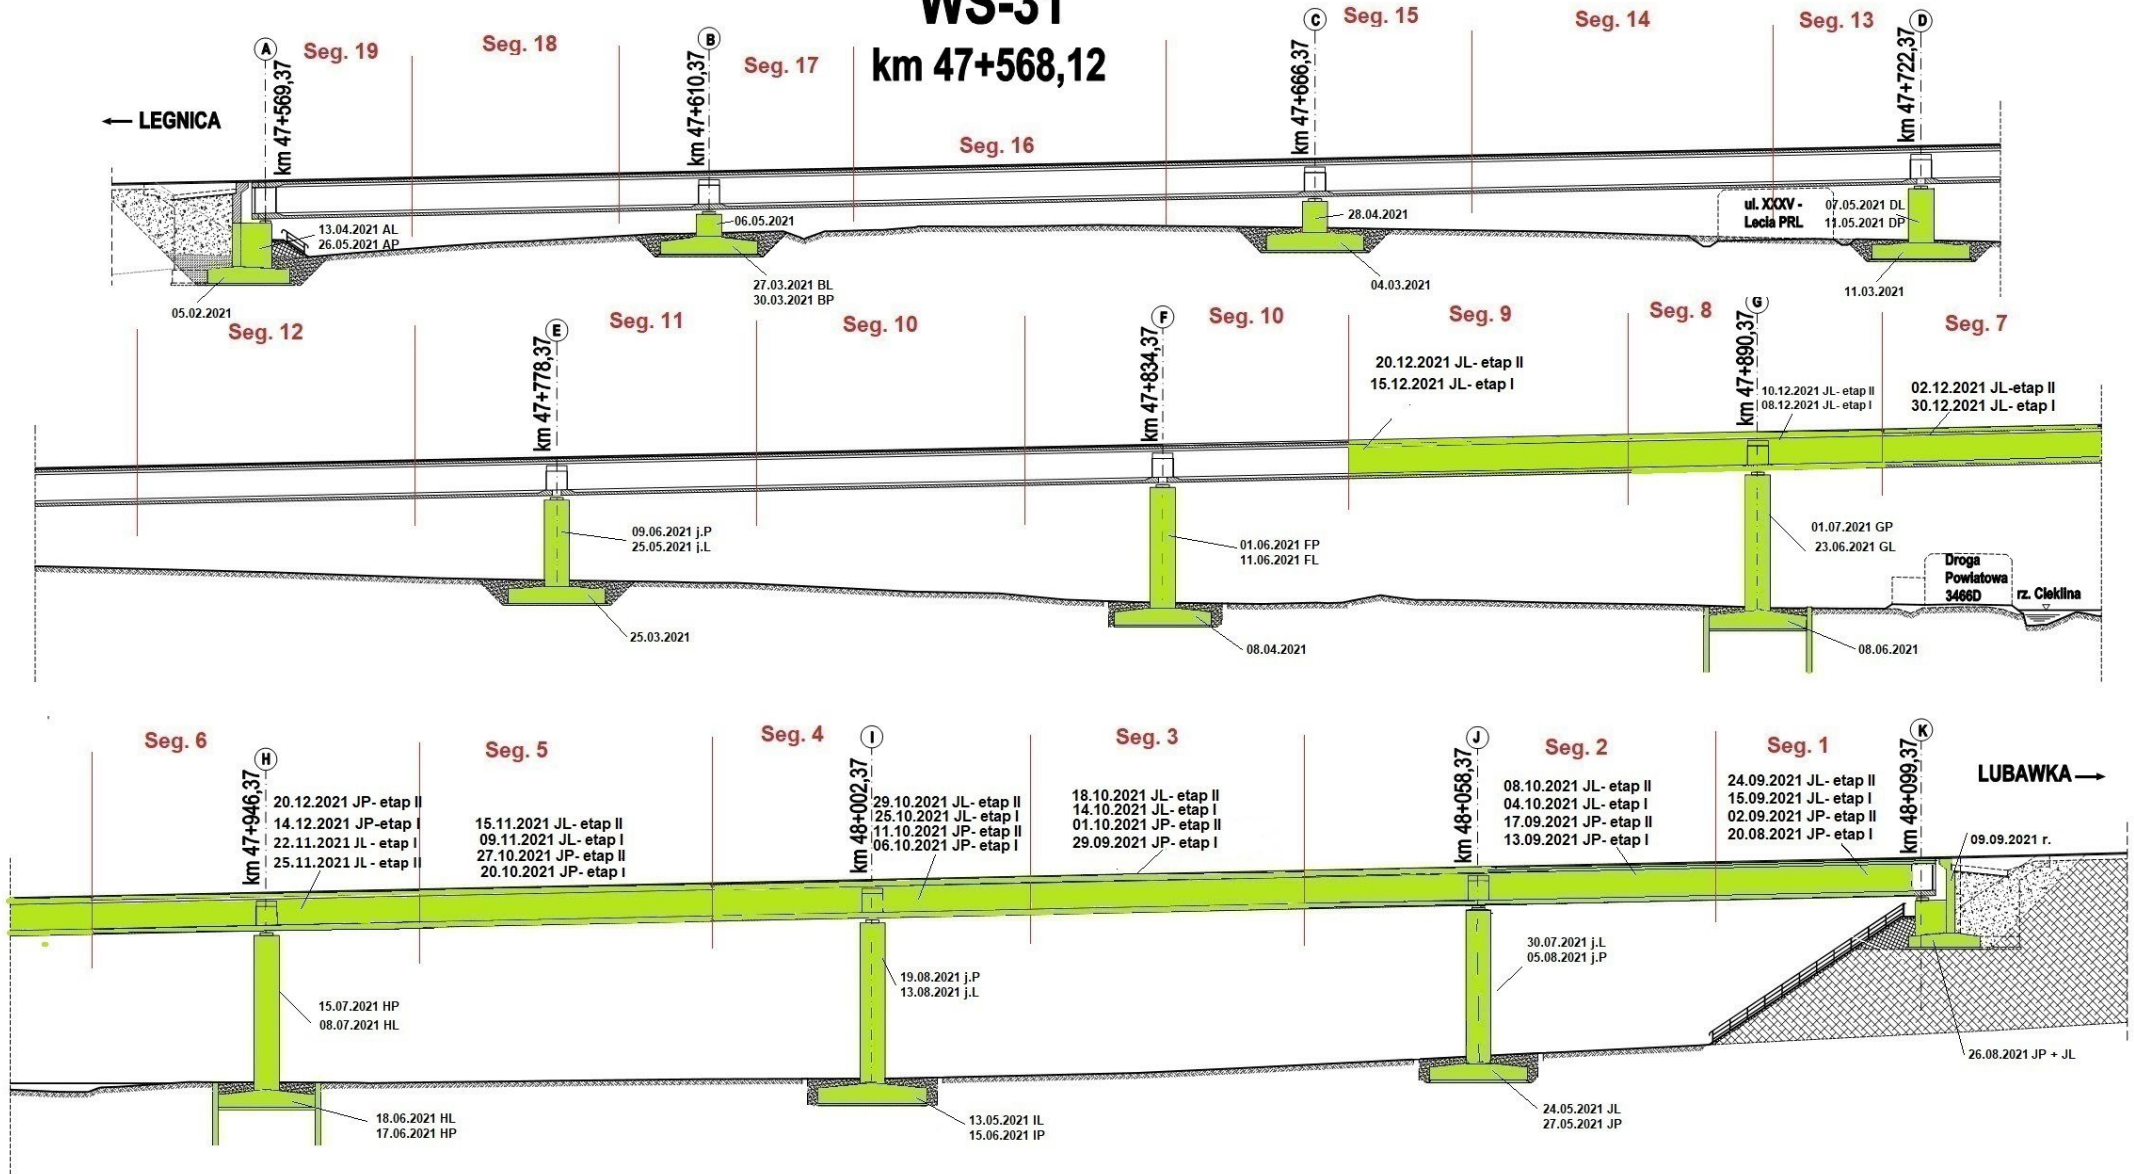 WS-31
km 47+568,12
← LEGNICA
A
km 47+569,37
Seg. 19
Seg. 18
B
km 47+610,37
Seg. 17
Seg. 16
C
km 47+666,37
Seg. 15
Seg. 14
Seg. 13
D
km 47+722,37
13.04.2021 AL
26.05.2021 AP
05.02.2021
06.05.2021
27.03.2021 BL
30.03.2021 BP
28.04.2021
04.03.2021
ul. XXXV -
Lecia PRL
07.05.2021 DL
11.05.2021 DP
11.03.2021
Seg. 12
E
km 47+778,37
Seg. 11
Seg. 10
F
km 47+834,37
Seg. 10
Seg. 9
Seg. 8
G
km 47+890,37
Seg. 7
20.12.2021 JL- etap II
15.12.2021 JL- etap I
10.12.2021 JL- etap II
08.12.2021 JL- etap I
02.12.2021 JL-etap II
30.12.2021 JL- etap I
09.06.2021 j.P
25.05.2021 j.L
25.03.2021
01.06.2021 FP
11.06.2021 FL
08.04.2021
01.07.2021 GP
23.06.2021 GL
08.06.2021
Droga
Powiatowa
3466D
rz. Cieklina
Seg. 6
H
km 47+946,37
Seg. 5
Seg. 4
I
km 48+002,37
Seg. 3
J
km 48+058,37
Seg. 2
Seg. 1
K
km 48+099,37
LUBAWKA →
20.12.2021 JP- etap II
14.12.2021 JP-etap I
22.11.2021 JL - etap I
25.11.2021 JL - etap II
15.11.2021 JL- etap II
09.11.2021 JL- etap I
27.10.2021 JP- etap II
20.10.2021 JP- etap I
29.10.2021 JL- etap II
25.10.2021 JL- etap I
11.10.2021 JP- etap II
06.10.2021 JP- etap I
18.10.2021 JL- etap II
14.10.2021 JL- etap I
01.10.2021 JP- etap II
29.09.2021 JP- etap I
08.10.2021 JL- etap II
04.10.2021 JL- etap I
17.09.2021 JP- etap II
13.09.2021 JP- etap I
24.09.2021 JL- etap II
15.09.2021 JL- etap I
02.09.2021 JP- etap II
20.08.2021 JP- etap I
09.09.2021 r.
15.07.2021 HP
08.07.2021 HL
18.06.2021 HL
17.06.2021 HP
19.08.2021 j.P
13.08.2021 j.L
13.05.2021 IL
15.06.2021 IP
30.07.2021 j.L
05.08.2021 j.P
24.05.2021 JL
27.05.2021 JP
26.08.2021 JP + JL